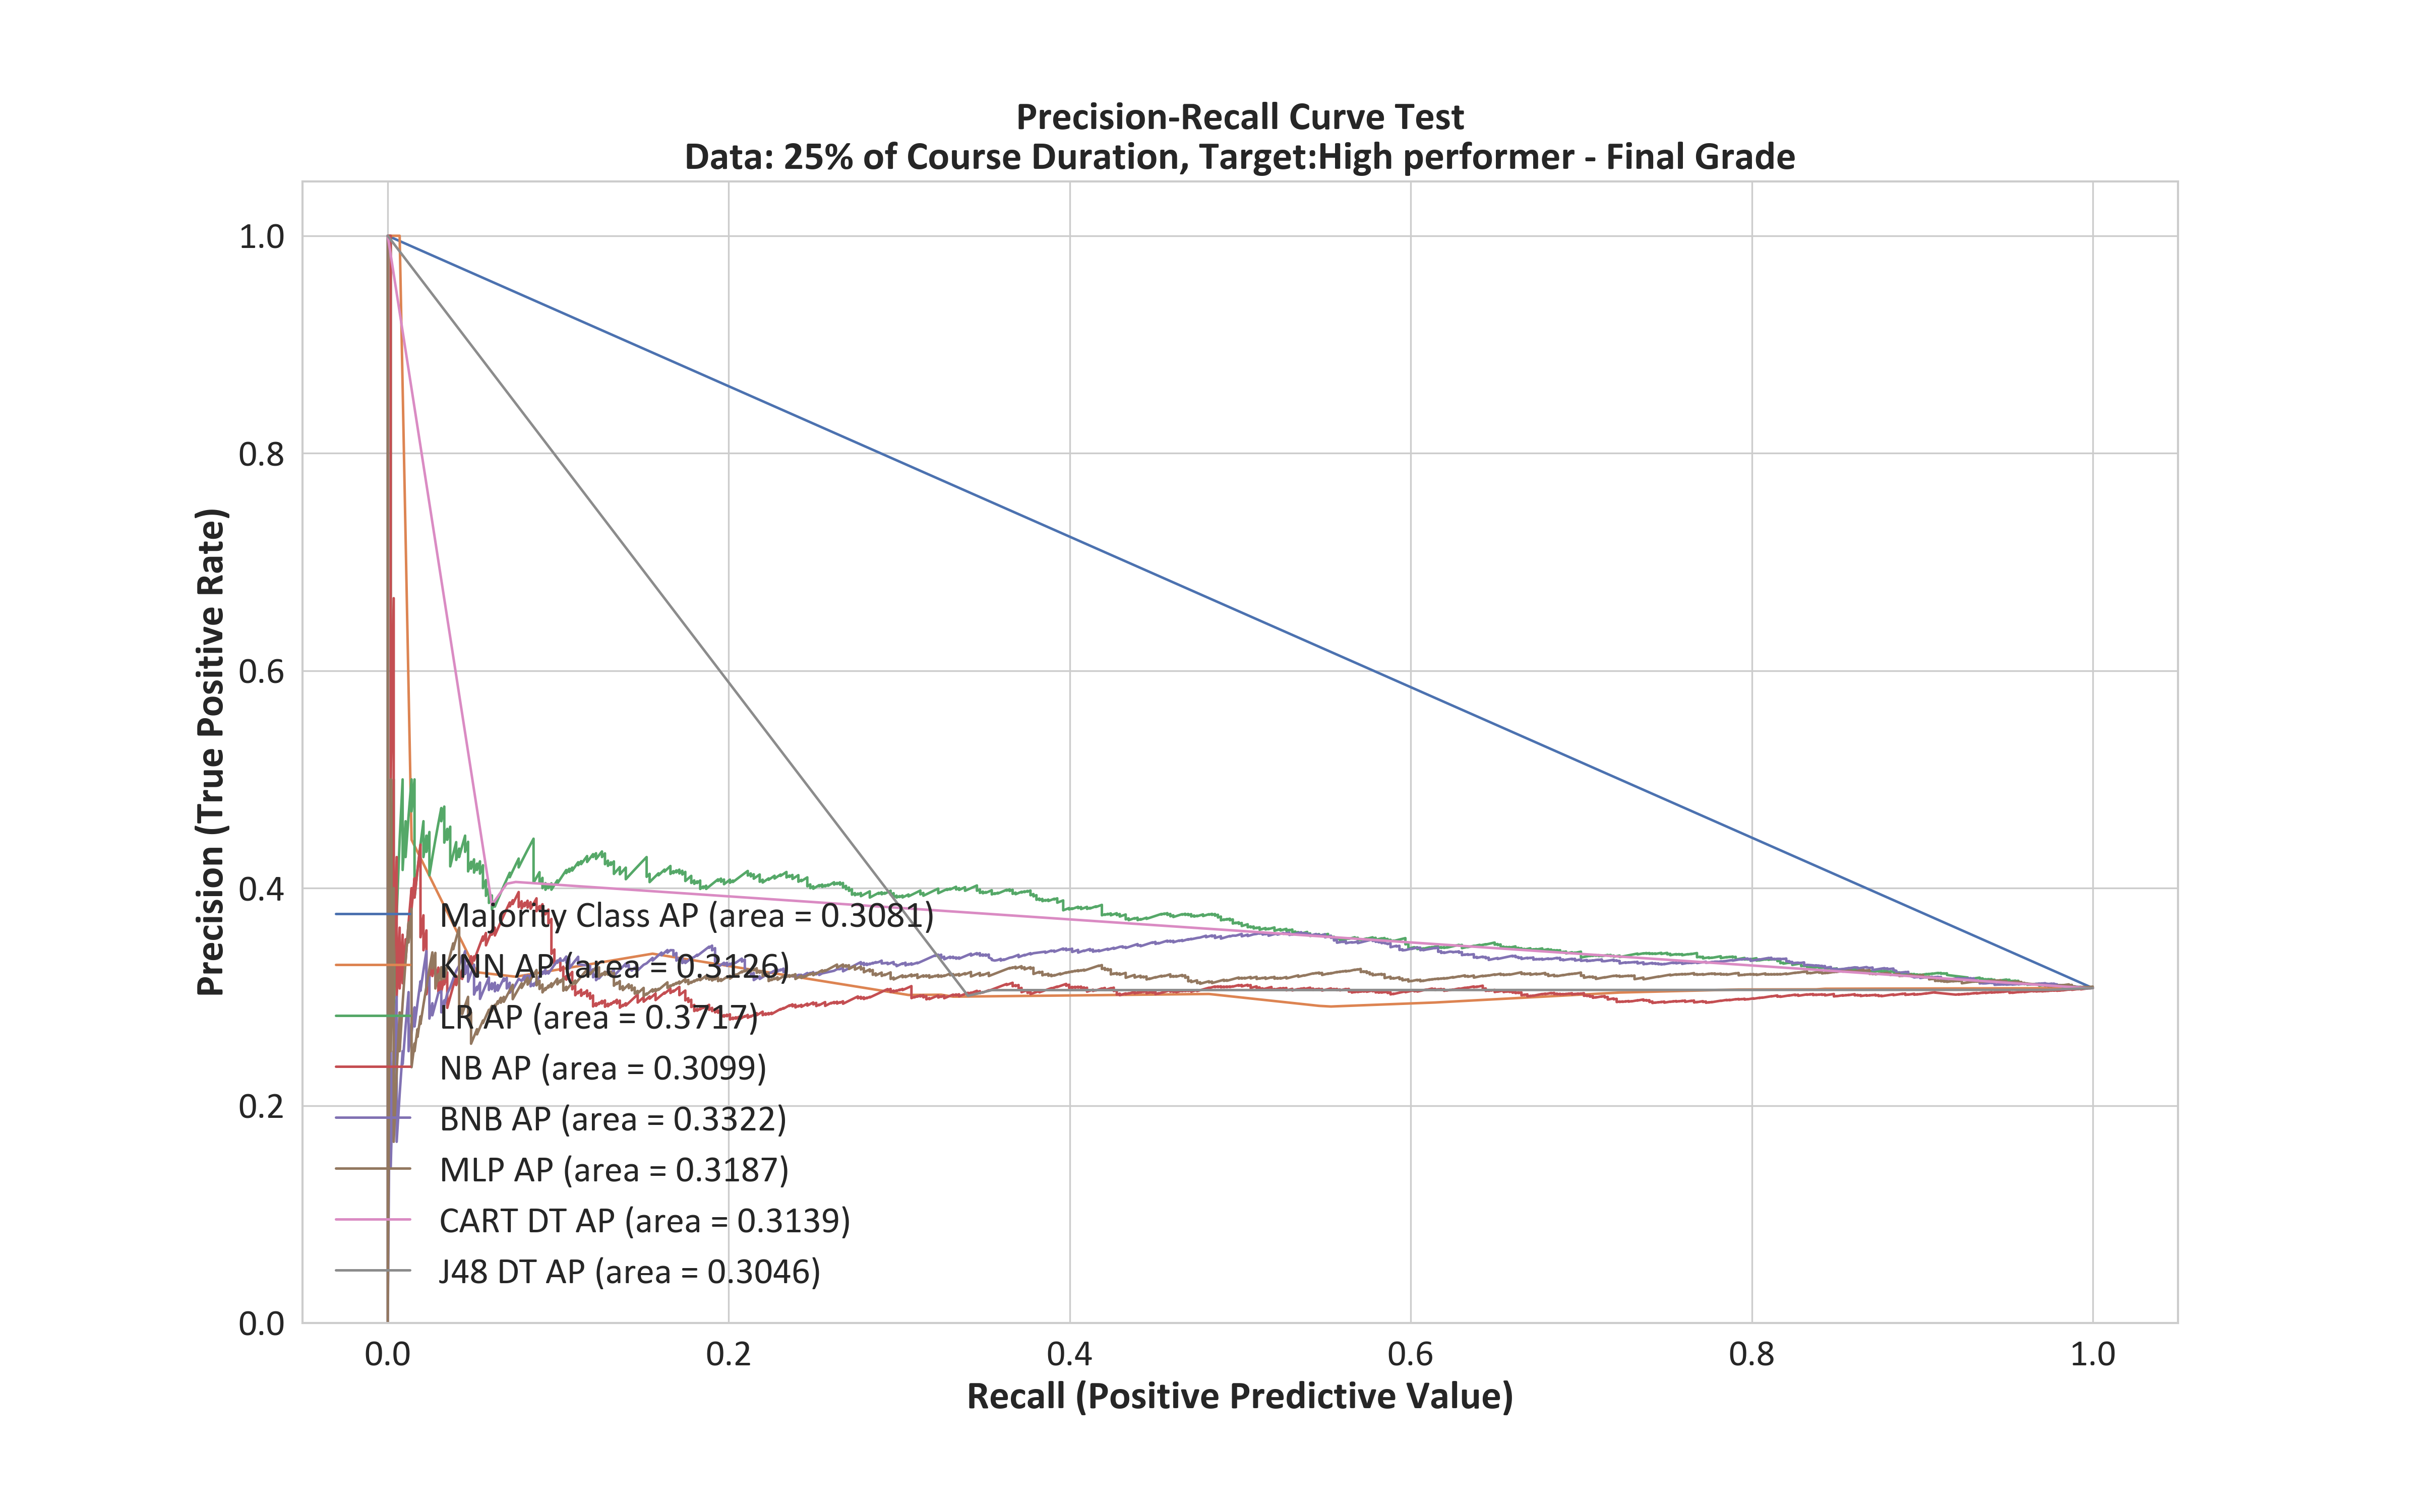 Precision-Recall Curve Test
Data: 25% of Course Duration, Target:High performer - Final Grade
Precision (True Positive Rate)
1.0
0.8
0.6
0.4
0.2
0.0
Majority Class AP (area = 0.3081)
KNN AP (area = 0.3126)
LR AP (area = 0.3717)
NB AP (area = 0.3099)
BNB AP (area = 0.3322)
MLP AP (area = 0.3187)
CART DT AP (area = 0.3139)
J48 DT AP (area = 0.3046)
0.0 0.2 0.4 0.6 0.8 1.0
Recall (Positive Predictive Value)